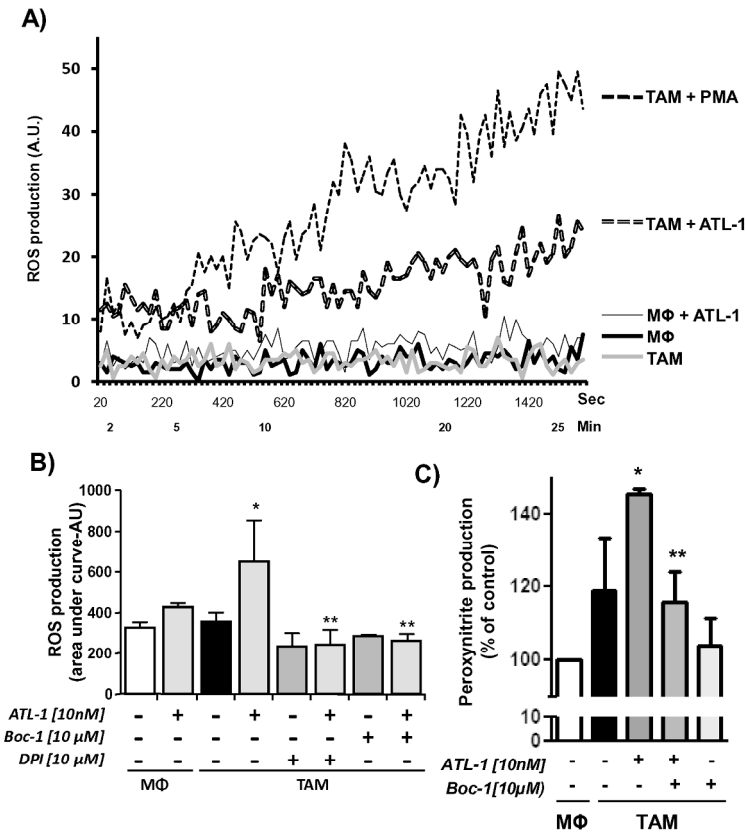 A)
ROS production (A.U.)
50
40
30
20
10
0
20 220 420 620 820 1020 1220 1420 Sec
2 5 10 20 25 Min
TAM + PMA
TAM + ATL-1
MΦ + ATL-1
MΦ
TAM
B)
ROS production
(area under curve-AU)
1000
800
600
400
200
0
* ** **
ATL-1 [10nM] - + - + - + - +
Boc-1 [10 μM] - - - - - - + +
DPI [10 μM] - - - - + + - -
MΦ TAM
C)
Peroxynitrite production
(% of control)
140
120
100
10
0
* **
ATL-1 [10nM] - - + + -
Boc-1[10μM) - - - + +
MΦ TAM